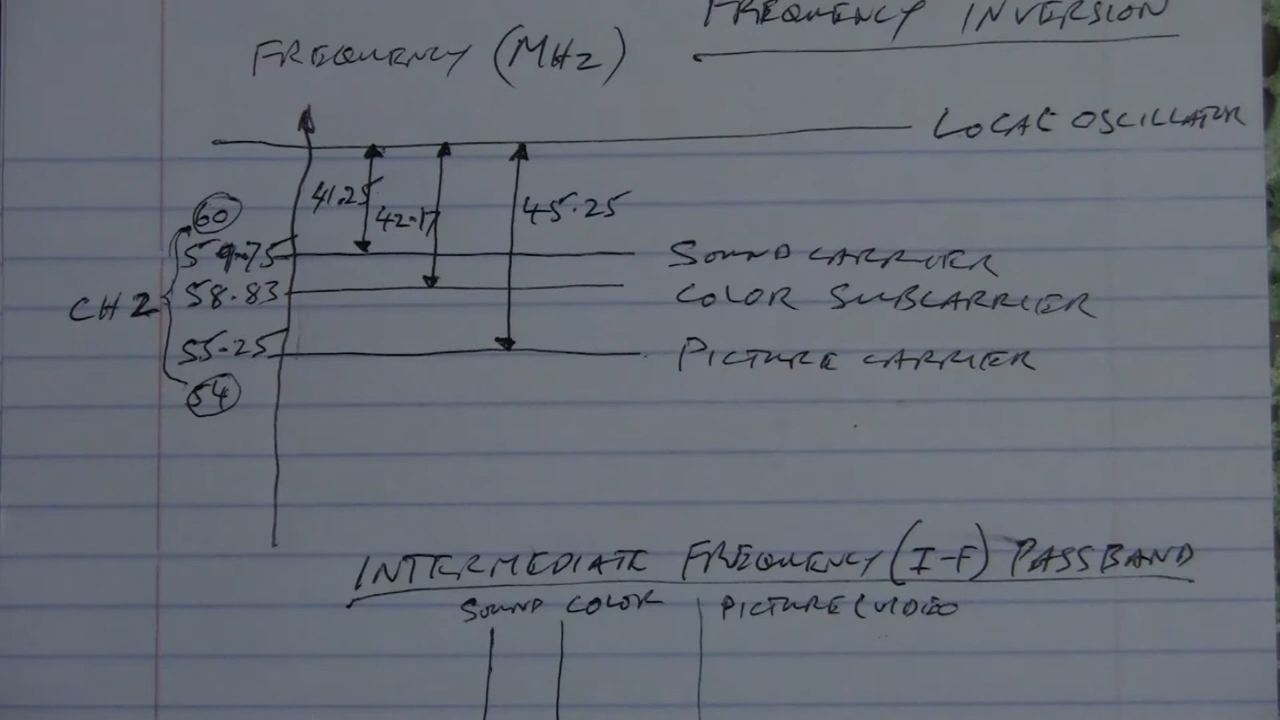 FREQUENCY INVERSION
FREQUENCY (MHz)
LOCAL OSCILLATOR
41.25
42.17
45.25
60
59.75
SOUND CARRIER
58.83
COLOR SUBCARRIER
CH 2
55.25
PICTURE CARRIER
54
INTERMEDIATE FREQUENCY (I-F) PASSBAND
SOUND COLOR PICTURE (VIDEO